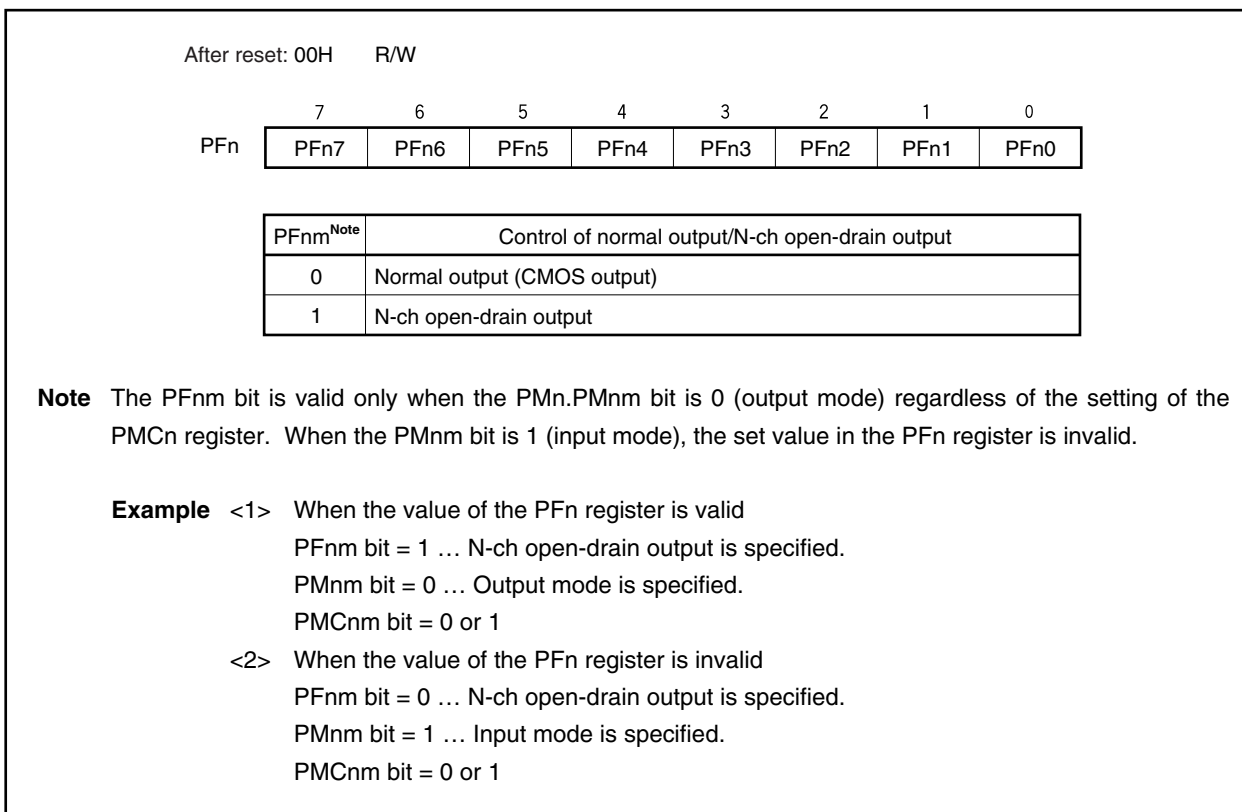 After reset: 00H R/W
7 6 5 4 3 2 1 0
PFn PFn7 PFn6 PFn5 PFn4 PFn3 PFn2 PFn1 PFn0
PFnmNote Control of normal output/N-ch open-drain output
0 Normal output (CMOS output)
1 N-ch open-drain output
Note The PFnm bit is valid only when the PMn.PMnm bit is 0 (output mode) regardless of the setting of the
PMCn register. When the PMnm bit is 1 (input mode), the set value in the PFn register is invalid.
Example <1> When the value of the PFn register is valid
PFnm bit = 1 … N-ch open-drain output is specified.
PMnm bit = 0 … Output mode is specified.
PMCnm bit = 0 or 1
<2> When the value of the PFn register is invalid
PFnm bit = 0 … N-ch open-drain output is specified.
PMnm bit = 1 … Input mode is specified.
PMCnm bit = 0 or 1